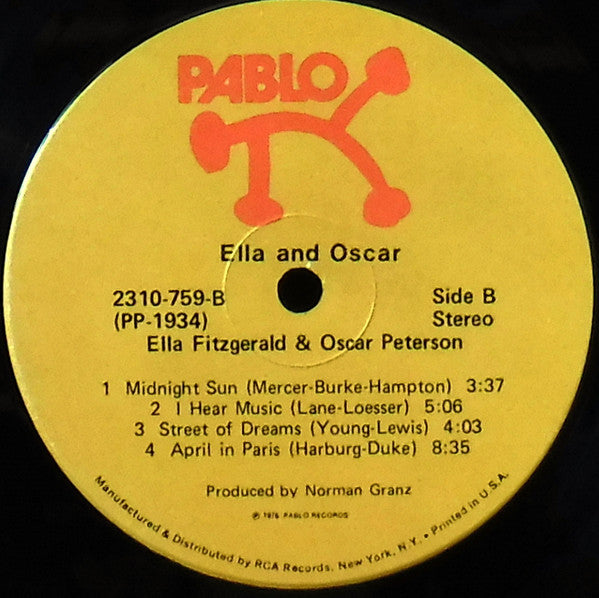 PABLO
Ella and Oscar
2310-759-B
(PP-1934)
Side B
Stereo
Ella Fitzgerald & Oscar Peterson
1 Midnight Sun (Mercer-Burke-Hampton) 3:37
2 I Hear Music (Lane-Loesser) 5:06
3 Street of Dreams (Young-Lewis) 4:03
4 April in Paris (Harburg-Duke) 8:35
Produced by Norman Granz
℗ 1976 PABLO RECORDS
Manufactured & Distributed by RCA Records, New York, N.Y. • Printed in U.S.A.